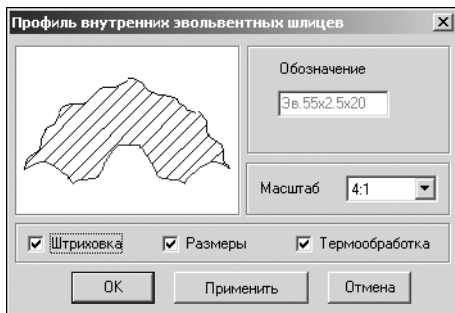 Профиль внутренних эвольвентных шлицев
Обозначение
Эв.55x2.5x20
Масштаб 4:1
Штриховка Размеры Термообработка
OK Применить Отмена